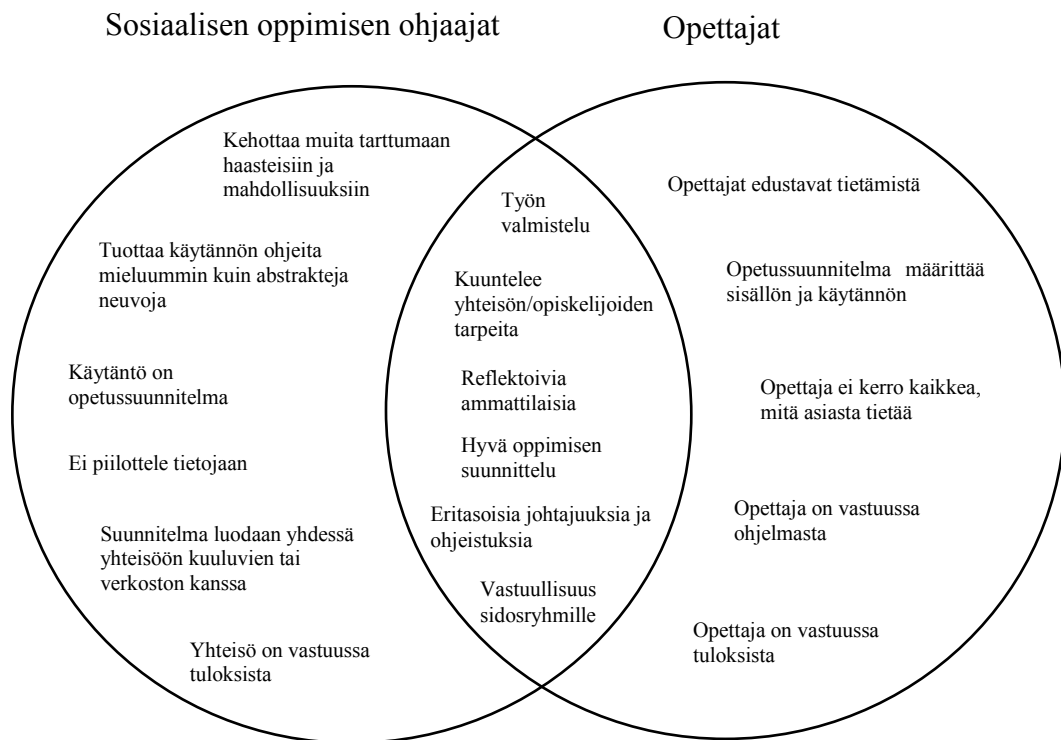 Sosiaalisen oppimisen ohjaajat
Opettajat
Kehottaa muita tarttumaan
haasteisiin ja
mahdollisuuksiin
Tuottaa käytännön ohjeita
mieluummin kuin abstrakteja
neuvoja
Käytäntö on
opetussuunnitelma
Ei piilottele tietojaan
Suunnitelma luodaan yhdessä
yhteisöön kuuluvien tai
verkoston kanssa
Yhteisö on vastuussa
tuloksista
Työn
valmistelu
Kuuntelee
yhteisön/opiskelijoiden
tarpeita
Reflektoivia
ammattilaisia
Hyvä oppimisen
suunnittelu
Eritasoisia johtajuuksia ja
ohjeistuksia
Vastuullisuus
sidosryhmille
Opettajat edustavat tietämistä
Opetussuunnitelma määrittää
sisällön ja käytännön
Opettaja ei kerro kaikkea,
mitä asiasta tietää
Opettaja on vastuussa
ohjelmasta
Opettaja on vastuussa
tuloksista